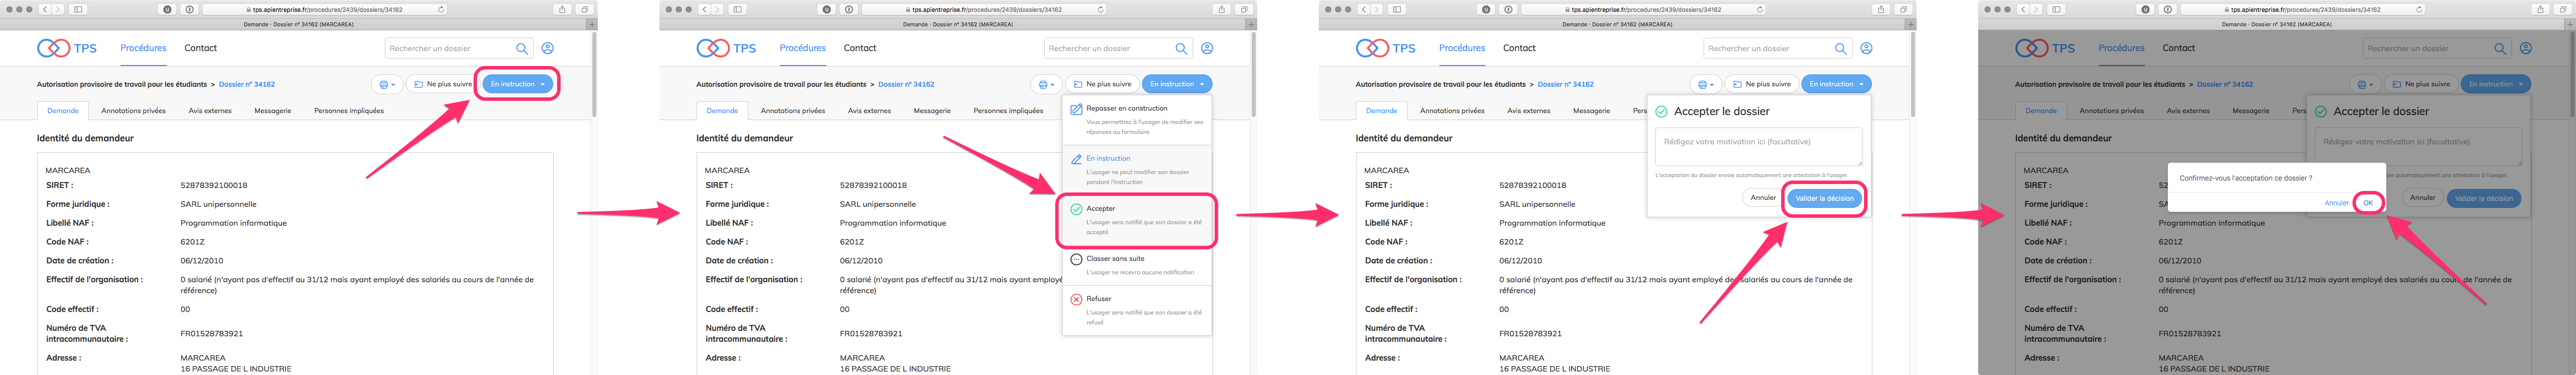 tps.apientreprise.fr/procedures/2439/dossiers/34162
Demande · Dossier n° 34162 (MARCAREA)
TPS Procédures Contact Rechercher un dossier
Autorisation provisoire de travail pour les étudiants > Dossier n° 34162 Ne plus suivre En instruction
Demande Annotations privées Avis externes Messagerie Personnes impliquées
Identité du demandeur
MARCAREA
SIRET : 52878392100018
Forme juridique : SARL unipersonnelle
Libellé NAF : Programmation informatique
Code NAF : 6201Z
Date de création : 06/12/2010
Effectif de l'organisation : 0 salarié (n'ayant pas d'effectif au 31/12 mais ayant employé des salariés au cours de l'année de
référence)
Code effectif : 00
Numéro de TVA
intracommunautaire : FR01528783921
Adresse : MARCAREA
16 PASSAGE DE L INDUSTRIE
tps.apientreprise.fr/procedures/2439/dossiers/34162
Demande · Dossier n° 34162 (MARCAREA)
TPS Procédures Contact Rechercher un dossier
Autorisation provisoire de travail pour les étudiants > Dossier n° 34162 Ne plus suivre En instruction
Demande Annotations privées Avis externes Messagerie Personnes impliquées
Repasser en construction
Vous permettrez à l'usager de modifier ses
réponses au formulaire
En instruction
L'usager ne peut modifier son dossier
pendant l'instruction
Accepter
L'usager sera notifié que son dossier a été
accepté
Classer sans suite
L'usager ne recevra aucune notification
Refuser
L'usager sera notifié que son dossier a été
refusé
Identité du demandeur
MARCAREA
SIRET : 52878392100018
Forme juridique : SARL unipersonnelle
Libellé NAF : Programmation informatique
Code NAF : 6201Z
Date de création : 06/12/2010
Effectif de l'organisation : 0 salarié (n'ayant pas d'effectif au 31/12 mais ayant employé
référence)
Code effectif : 00
Numéro de TVA
intracommunautaire : FR01528783921
Adresse : MARCAREA
16 PASSAGE DE L INDUSTRIE
tps.apientreprise.fr/procedures/2439/dossiers/34162
Demande · Dossier n° 34162 (MARCAREA)
TPS Procédures Contact Rechercher un dossier
Autorisation provisoire de travail pour les étudiants > Dossier n° 34162 Ne plus suivre En instruction
Demande Annotations privées Avis externes Messagerie Pers
Accepter le dossier
Rédigez votre motivation ici (facultative)
L'acceptation du dossier envoie automatiquement une attestation à l'usager.
Annuler Valider la décision
Identité du demandeur
MARCAREA
SIRET : 52878392100018
Forme juridique : SARL unipersonnelle
Libellé NAF : Programmation informatique
Code NAF : 6201Z
Date de création : 06/12/2010
Effectif de l'organisation : 0 salarié (n'ayant pas d'effectif au 31/12 mais ayant employé des salariés au cours de l'année de
référence)
Code effectif : 00
Numéro de TVA
intracommunautaire : FR01528783921
Adresse : MARCAREA
16 PASSAGE DE L INDUSTRIE
tps.apientreprise.fr/procedures/2439/dossiers/34162
Demande · Dossier n° 34162 (MARCAREA)
TPS Procédures Contact Rechercher un dossier
Autorisation provisoire de travail pour les étudiants > Dossier n° 34162 Ne plus suivre En instruction
Demande Annotations privées Avis externes Messagerie Pers
Accepter le dossier
Rédigez votre motivation ici (facultative)
automatiquement une attestation à l'usager.
Annuler Valider la décision
Confirmez-vous l'acceptation ce dossier ?
Annuler OK
Identité du demandeur
MARCAREA
SIRET : 52
Forme juridique : SA
Libellé NAF : Programmation informatique
Code NAF : 6201Z
Date de création : 06/12/2010
Effectif de l'organisation : 0 salarié (n'ayant pas d'effectif au 31/12 mais ayant employé des salariés au cours de l'année de
référence)
Code effectif : 00
Numéro de TVA
intracommunautaire : FR01528783921
Adresse : MARCAREA
16 PASSAGE DE L INDUSTRIE